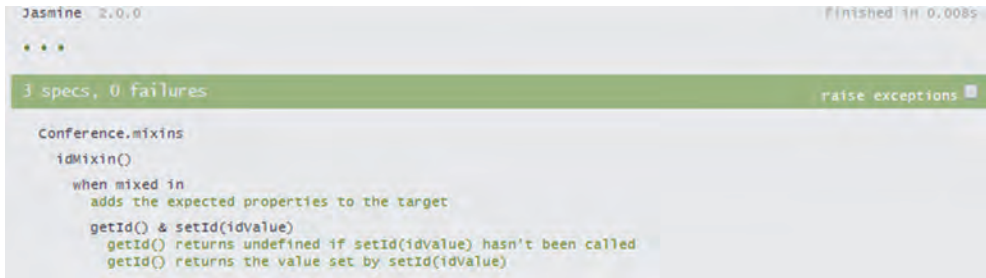 Jasmine 2.0.0
finished in 0.008s
• • •
3 specs, 0 failures
raise exceptions
Conference.mixins
idMixin()
when mixed in
adds the expected properties to the target
getId() & setId(idValue)
getId() returns undefined if setId(idValue) hasn't been called
getId() returns the value set by setId(idValue)